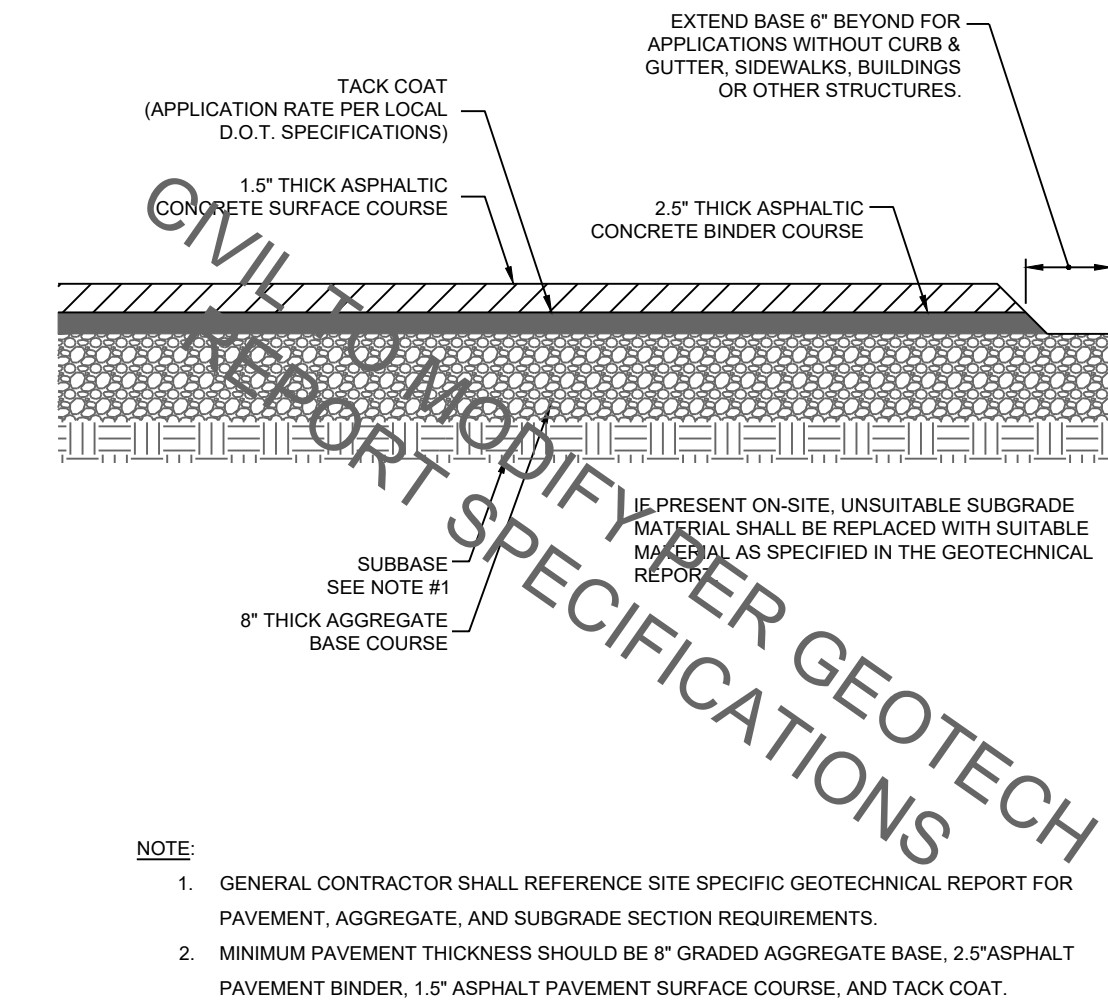 EXTEND BASE 6" BEYOND FOR
APPLICATIONS WITHOUT CURB &
GUTTER, SIDEWALKS, BUILDINGS
OR OTHER STRUCTURES.
TACK COAT
(APPLICATION RATE PER LOCAL
D.O.T. SPECIFICATIONS)
1.5" THICK ASPHALTIC
CONCRETE SURFACE COURSE
2.5" THICK ASPHALTIC
CONCRETE BINDER COURSE
CIVIL TO MODIFY PER GEOTECH
REPORT SPECIFICATIONS
IF PRESENT ON-SITE, UNSUITABLE SUBGRADE
MATERIAL SHALL BE REPLACED WITH SUITABLE
MATERIAL AS SPECIFIED IN THE GEOTECHNICAL
REPORT.
SUBBASE
SEE NOTE #1
8" THICK AGGREGATE
BASE COURSE
NOTE:
1. GENERAL CONTRACTOR SHALL REFERENCE SITE SPECIFIC GEOTECHNICAL REPORT FOR
PAVEMENT, AGGREGATE, AND SUBGRADE SECTION REQUIREMENTS.
2. MINIMUM PAVEMENT THICKNESS SHOULD BE 8" GRADED AGGREGATE BASE, 2.5"ASPHALT
PAVEMENT BINDER, 1.5" ASPHALT PAVEMENT SURFACE COURSE, AND TACK COAT.